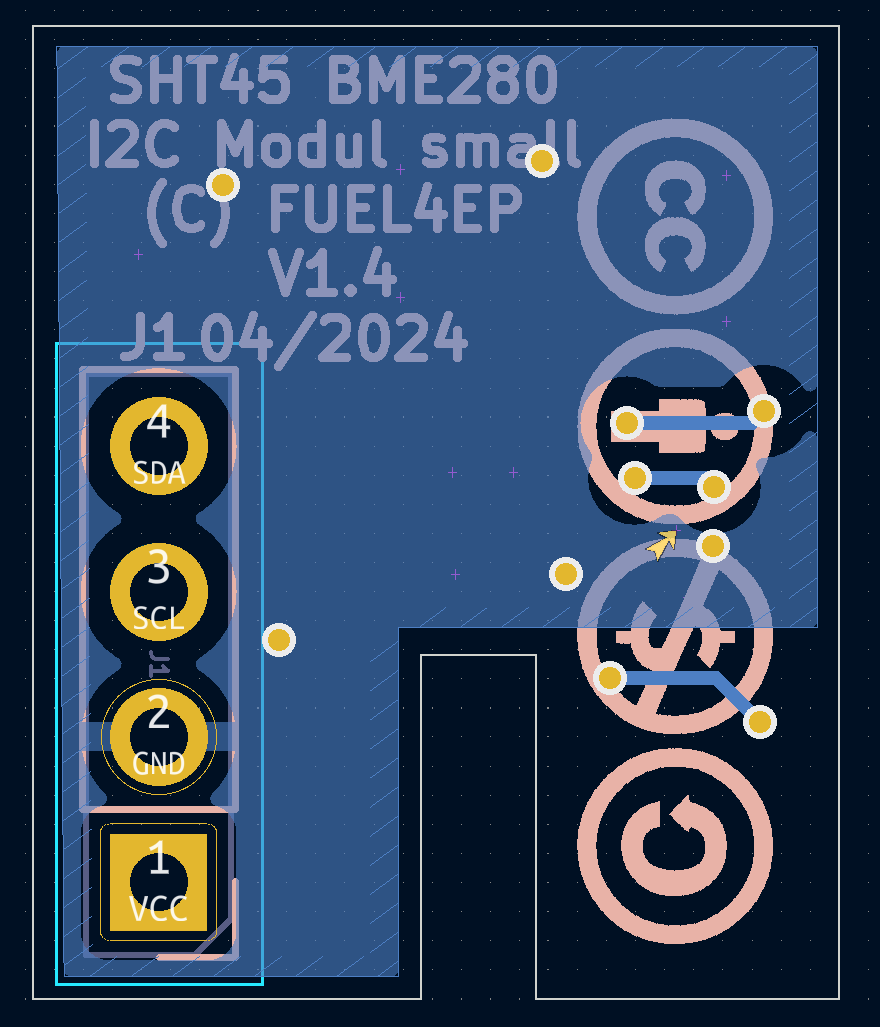 SHT45 BME280
I2C Modul small
(C) FUEL4EP
V1.4
J1 04/2024
4
SDA
3
SCL
J1
2
GND
1
VCC